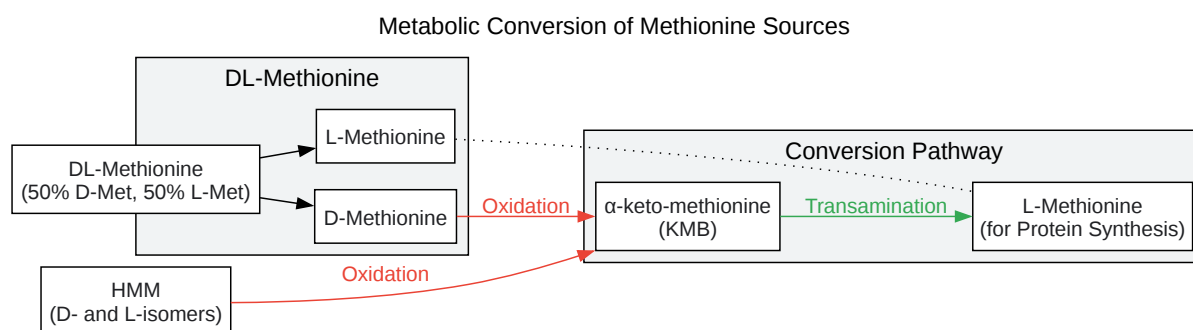 Metabolic Conversion of Methionine Sources
DL-Methionine
L-Methionine
DL-Methionine
(50% D-Met, 50% L-Met)
D-Methionine
Oxidation
Conversion Pathway
α-keto-methionine
(KMB)
Transamination
L-Methionine
(for Protein Synthesis)
Oxidation
HMM
(D- and L-isomers)